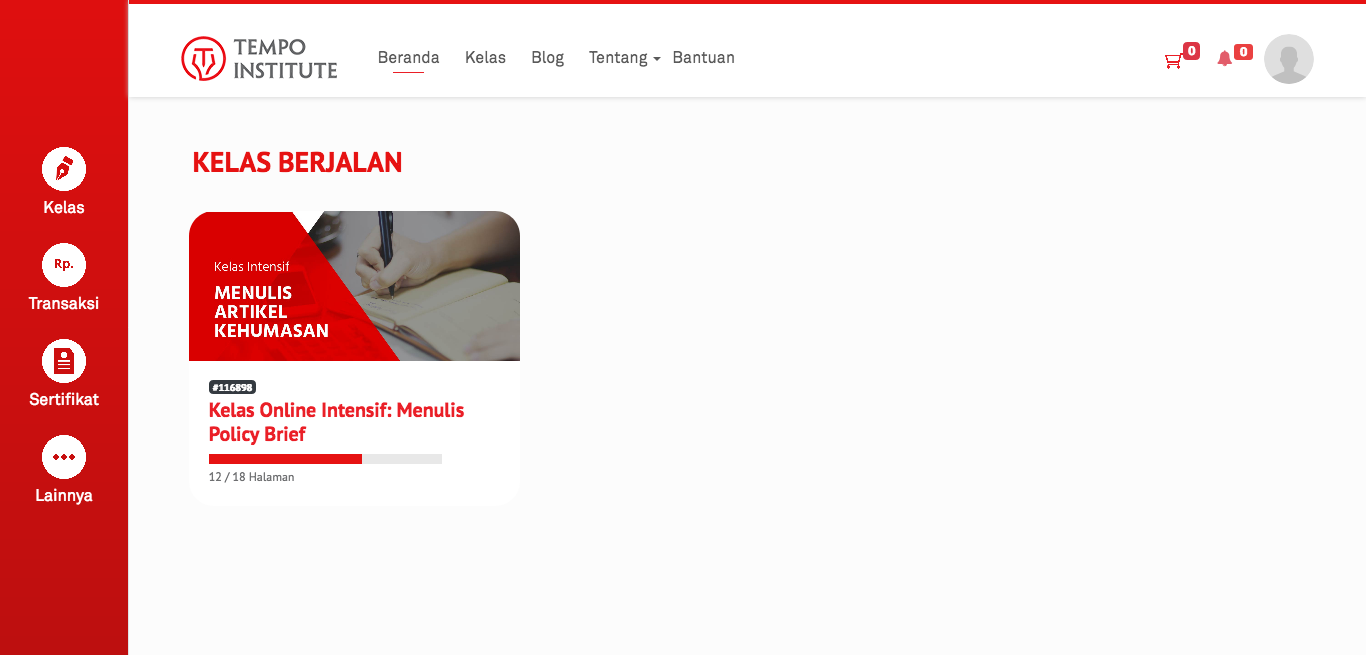 TEMPO
INSTITUTE
Beranda
Kelas
Blog
Tentang
Bantuan
0
0
Kelas
Rp.
Transaksi
Sertifikat
Lainnya
KELAS BERJALAN
Kelas Intensif
MENULIS
ARTIKEL
KEHUMASAN
#116898
Kelas Online Intensif: Menulis
Policy Brief
12 / 18 Halaman